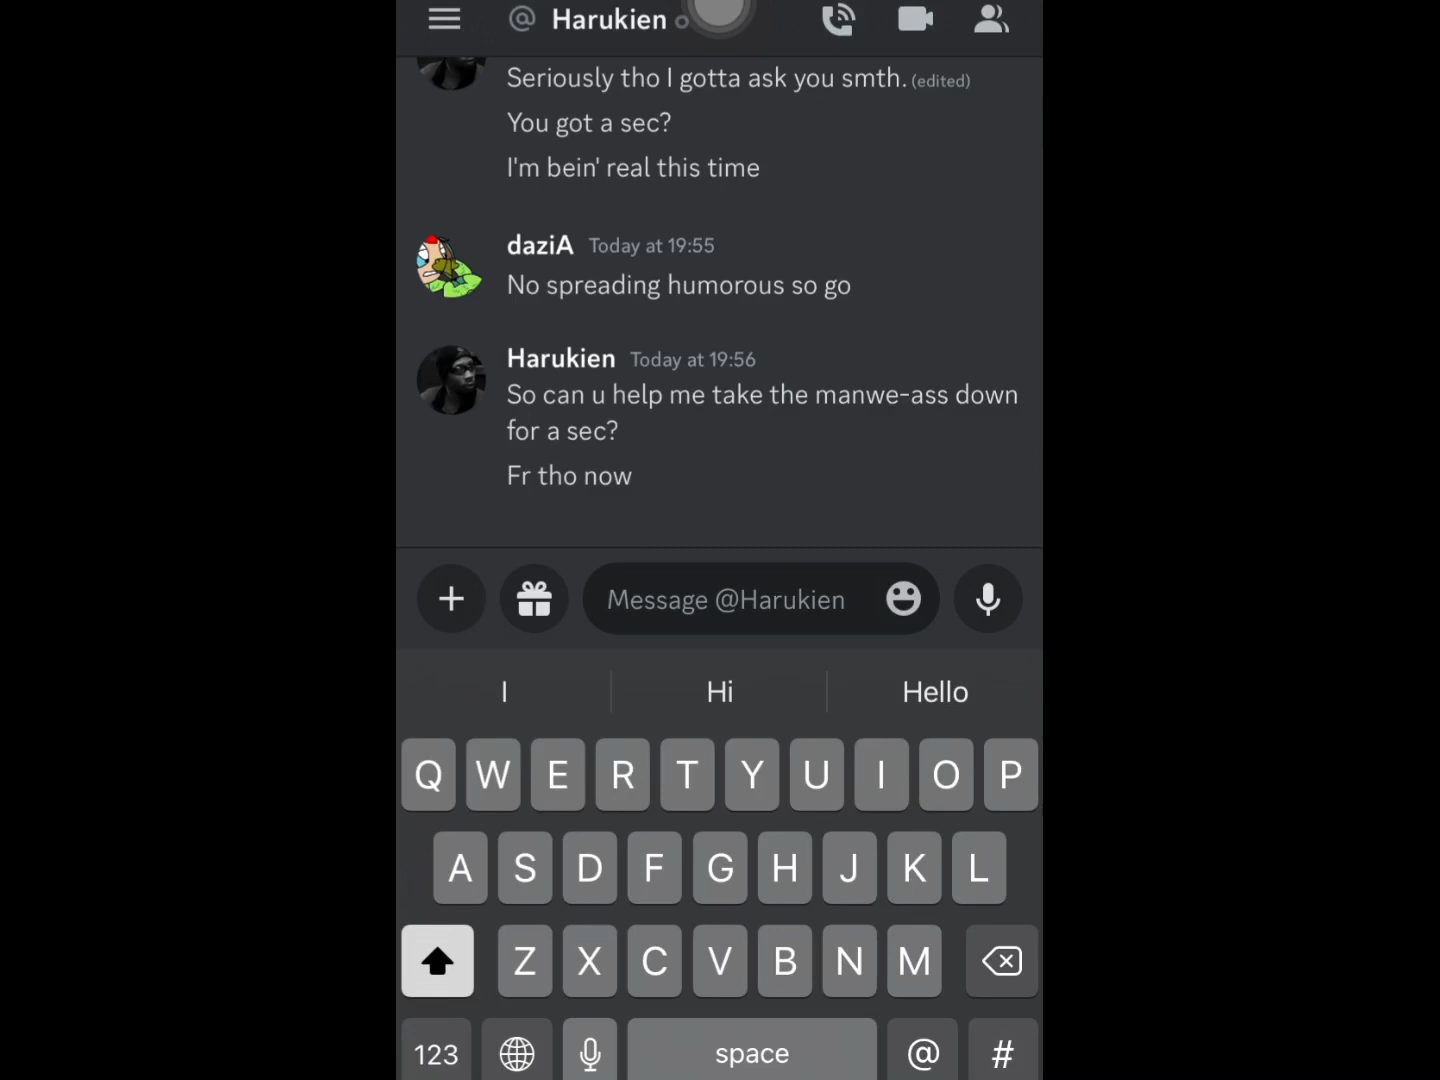 @ Harukien
Seriously tho I gotta ask you smth. (edited)
You got a sec?
I'm bein' real this time
daziA Today at 19:55
No spreading humorous so go
Harukien Today at 19:56
So can u help me take the manwe-ass down
for a sec?
Fr tho now
Message @Harukien
I Hi Hello
Q W E R T Y U I O P
A S D F G H J K L
Z X C V B N M
123 space @ #